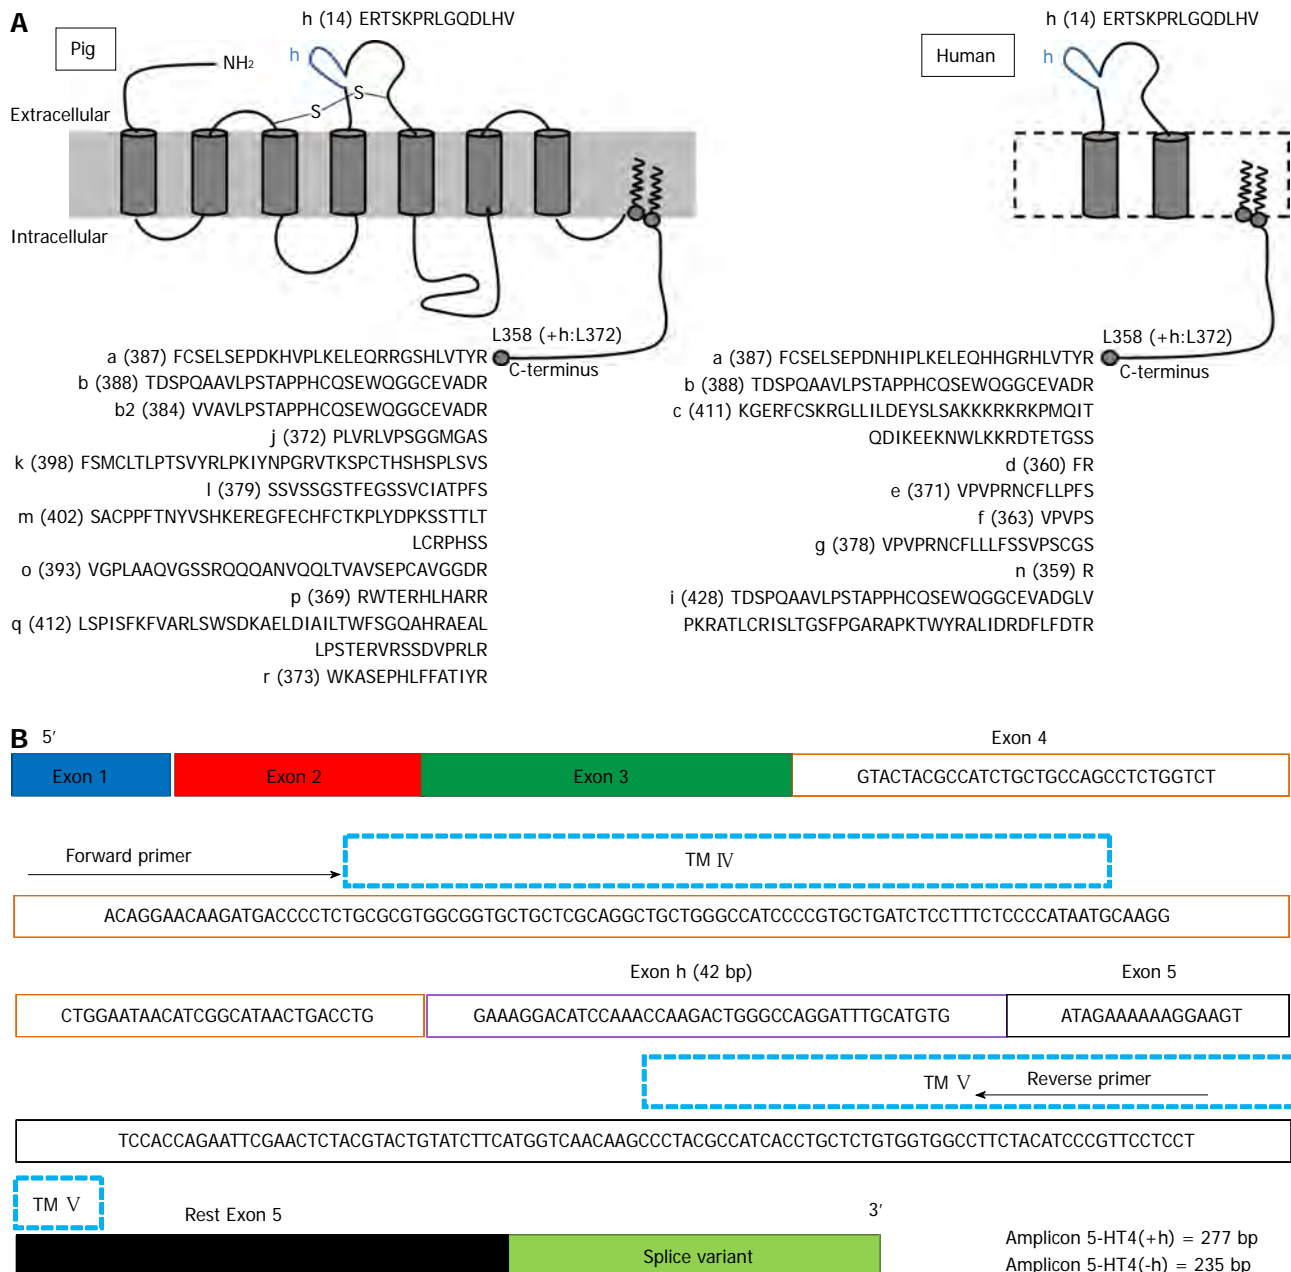 A
h (14) ERTSKPRLGQDLHV
Pig
h
NH2
S
S
Extracellular
Intracellular
L358 (+h:L372)
C-terminus
a (387) FCSELSEPDKHVPLKELEQRRGSHLVTYR
b (388) TDSPQAAVLPSTAPPHCQSEWQGGCEVADR
b2 (384) VVAVLPSTAPPHCQSEWQGGCEVADR
j (372) PLVRLVPSGGMGAS
k (398) FSMCLTLPTSVYRLPKIYNPGRVTKSPCTHSHSPLSVS
l (379) SSVSSGSTFEGSSVCIATPFS
m (402) SACPPFTNYVSHKEREGFECHFCTKPLYDPKSSTTLT
LCRPHSS
o (393) VGPLAAQVGSSRQQQANVQQLTVAVSEPCAVGGDR
p (369) RWTERHLHARR
q (412) LSPISFKFVARLSWSDKAELDIAILTWFSGQAHRAEAL
LPSTERVRSSDVPRLR
r (373) WKASEPHLFFATIYR
h (14) ERTSKPRLGQDLHV
Human
h
L358 (+h:L372)
C-terminus
a (387) FCSELSEPDNHIPLKELEQHHGRHLVTYR
b (388) TDSPQAAVLPSTAPPHCQSEWQGGCEVADR
c (411) KGERFCSKRGLLILDEYSLSAKKKRKRKPMQIT
QDIKEEKNWLKKRDTETGSS
d (360) FR
e (371) VPVPRNCFLLPFS
f (363) VPVPS
g (378) VPVPRNCFLLLFSSVPSCGS
n (359) R
i (428) TDSPQAAVLPSTAPPHCQSEWQGGCEVADGLV
PKRATLCRISLTGSFPGARAPKTWYRALIDRDFLFDTR
B
5′
Exon 4
Exon 1
Exon 2
Exon 3
GTACTACGCCATCTGCTGCCAGCCTCTGGTCT
Forward primer
TM IV
ACAGGAACAAGATGACCCCTCTGCGCGTGGCGGTGCTGCTCGCAGGCTGCTGGGCCATCCCCGTGCTGATCTCCTTTCTCCCCATAATGCAAGG
Exon h (42 bp)
Exon 5
CTGGAATAACATCGGCATAACTGACCTG
GAAAGGACATCCAAACCAAGACTGGGCCAGGATTTGCATGTG
ATAGAAAAAAGGAAGT
TM V
Reverse primer
TCCACCAGAATTCGAACTCTACGTACTGTATCTTCATGGTCAACAAGCCCTACGCCATCACCTGCTCTGTGGTGGCCTTCTACATCCCGTTCCTCCT
TM V
Rest Exon 5
3′
Splice variant
Amplicon 5-HT4(+h) = 277 bp
Amplicon 5-HT4(-h) = 235 bp